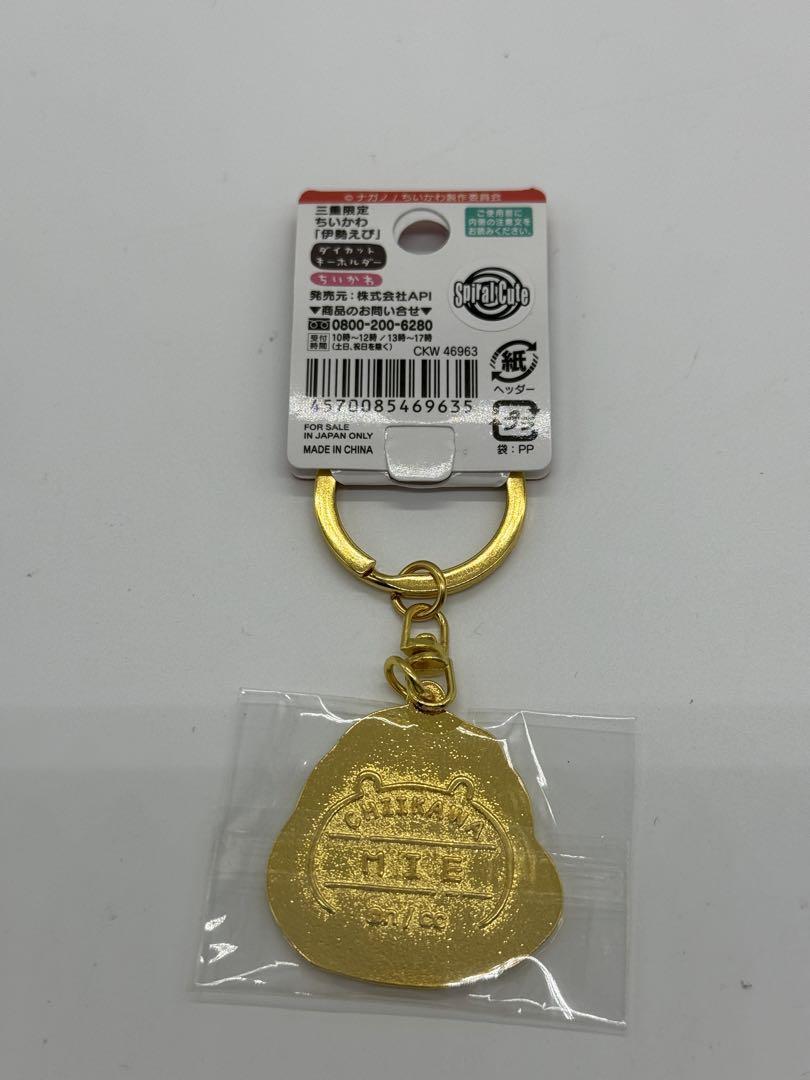 © ナガノ / ちいかわ製作委員会
三重限定
ちいかわ
「伊勢えび」
ダイカット
キーホルダー
ちいかわ
発売元：株式会社API
▼商品のお問い合せ▼
0800-200-6280
受付時間 10時〜12時 / 13時〜17時
(土日、祝日を除く)
CKW 46963
4570085469635
FOR SALE
IN JAPAN ONLY
MADE IN CHINA
ご使用前に
内側の注意文を
お読みください。
Spiral Cute
紙
ヘッダー
プラ
袋：PP
CHIIKAWA
MIE